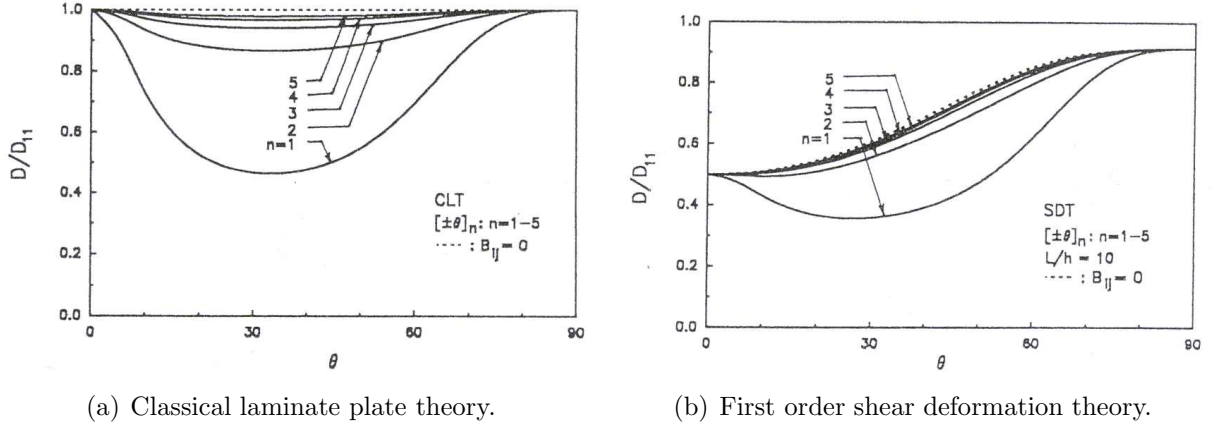 1.0
0.8
0.6
0.4
0.2
0.0
D/D11
5
4
3
2
n=1
CLT
[±θ]n: n=1-5
----- : Bij = 0
0
30
60
90
θ
(a) Classical laminate plate theory.
1.0
0.8
0.6
0.4
0.2
0.0
D/D11
5
4
3
2
n=1
SDT
[±θ]n: n=1-5
L/h = 10
----- : Bij = 0
0
30
60
90
θ
(b) First order shear deformation theory.